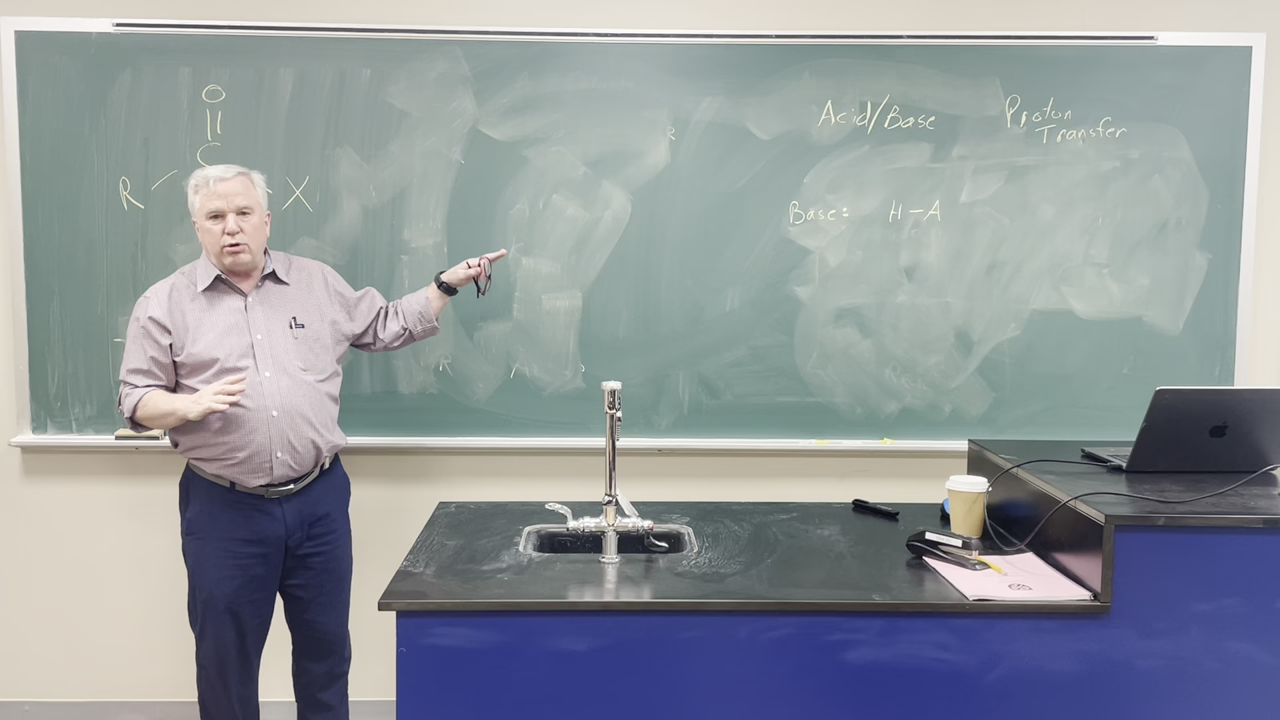 O
C
R X
R
Acid/Base
Proton
Transfer
Base: H-A
R